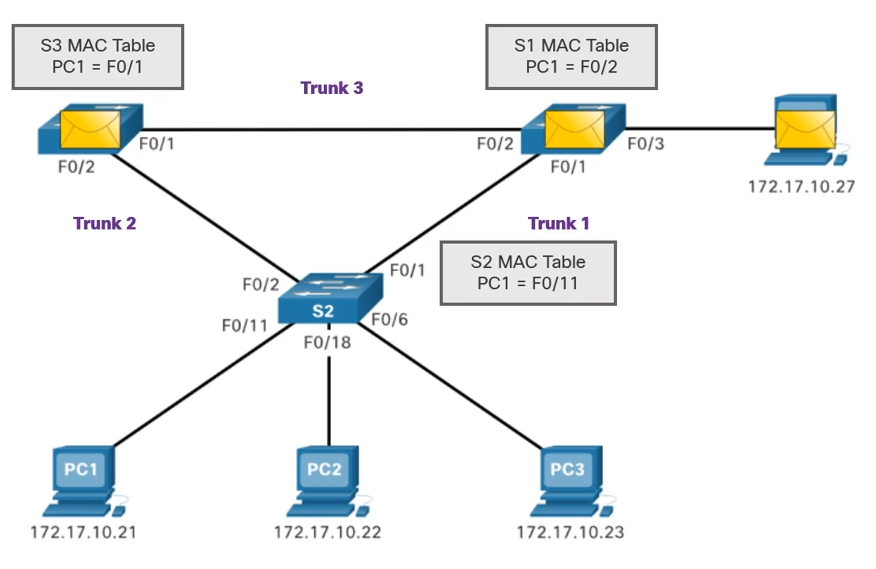 S3 MAC Table
PC1 = F0/1
S1 MAC Table
PC1 = F0/2
Trunk 3
F0/1
F0/2
F0/3
F0/2
F0/1
172.17.10.27
Trunk 2
Trunk 1
S2 MAC Table
PC1 = F0/11
F0/2
F0/1
S2
F0/11
F0/6
F0/18
PC1
PC2
PC3
172.17.10.21
172.17.10.22
172.17.10.23